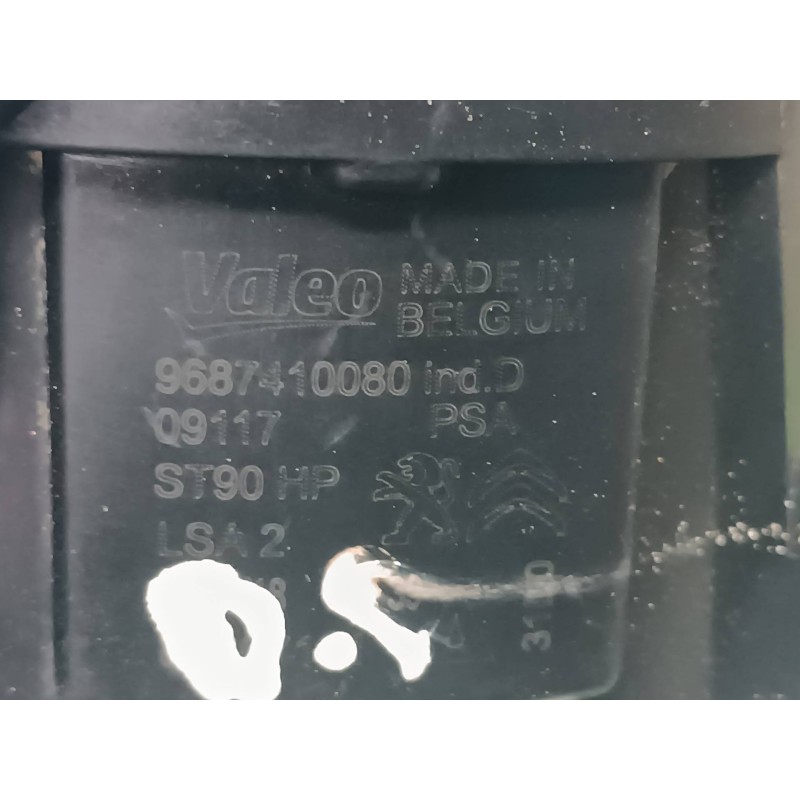 Valeo MADE IN
BELGIUM
9687410080 ind.D
09117 PSA
ST90 HP
LSA 2